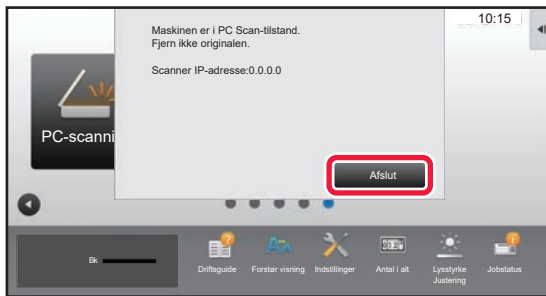 Maskinen er i PC Scan-tilstand.
Fjern ikke originalen.
Scanner IP-adresse:0.0.0.0
10:15
PC-scanni
Afslut
Bk
Driftsguide
Forstør visning
Indstillinger
Antal i alt
Lysstyrke
Justering
Jobstatus